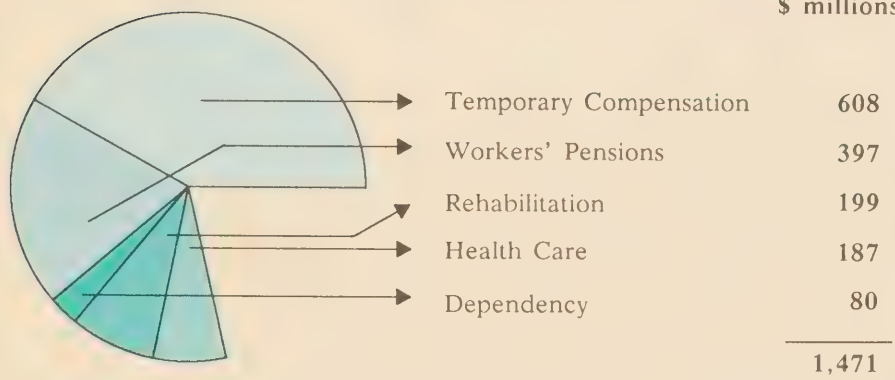 $ millions
Temporary Compensation 608
Workers' Pensions 397
Rehabilitation 199
Health Care 187
Dependency 80
1,471